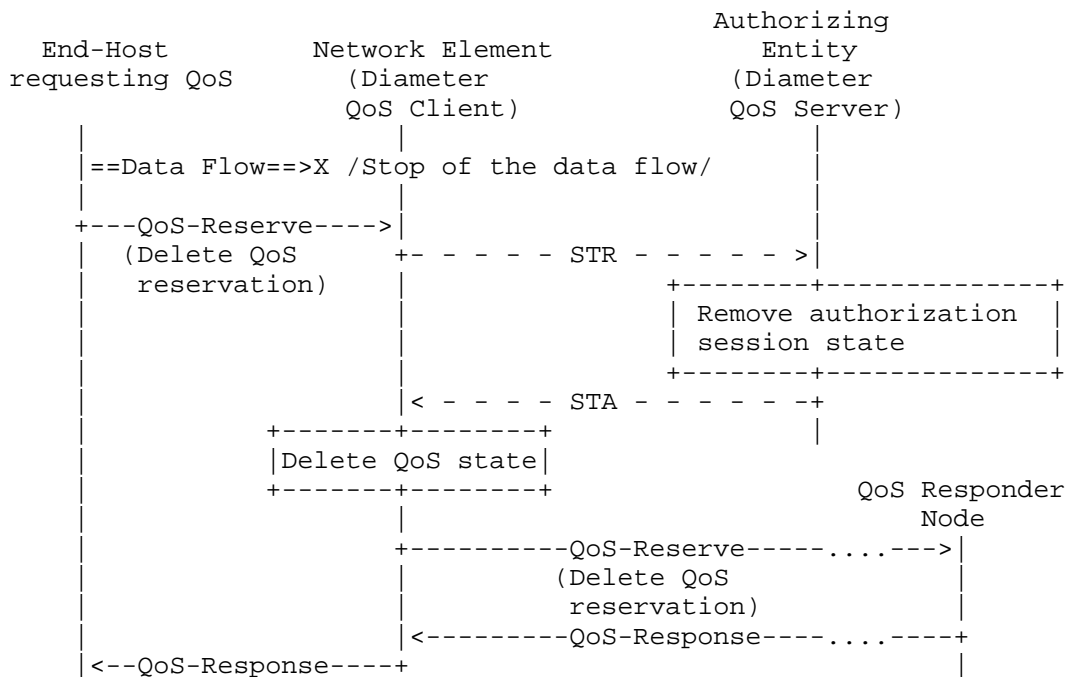 Authorizing
End-Host Network Element Entity
requesting QoS (Diameter (Diameter
QoS Client) QoS Server)
==Data Flow==>X /Stop of the data flow/
+---QoS-Reserve---->
(Delete QoS +- - - - - STR - - - - - >
reservation)
Remove authorization
session state
< - - - - STA - - - - - -+
Delete QoS state
QoS Responder
Node
+----------QoS-Reserve-----....--->
(Delete QoS
reservation)
<---------QoS-Response----....----+
<--QoS-Response----+